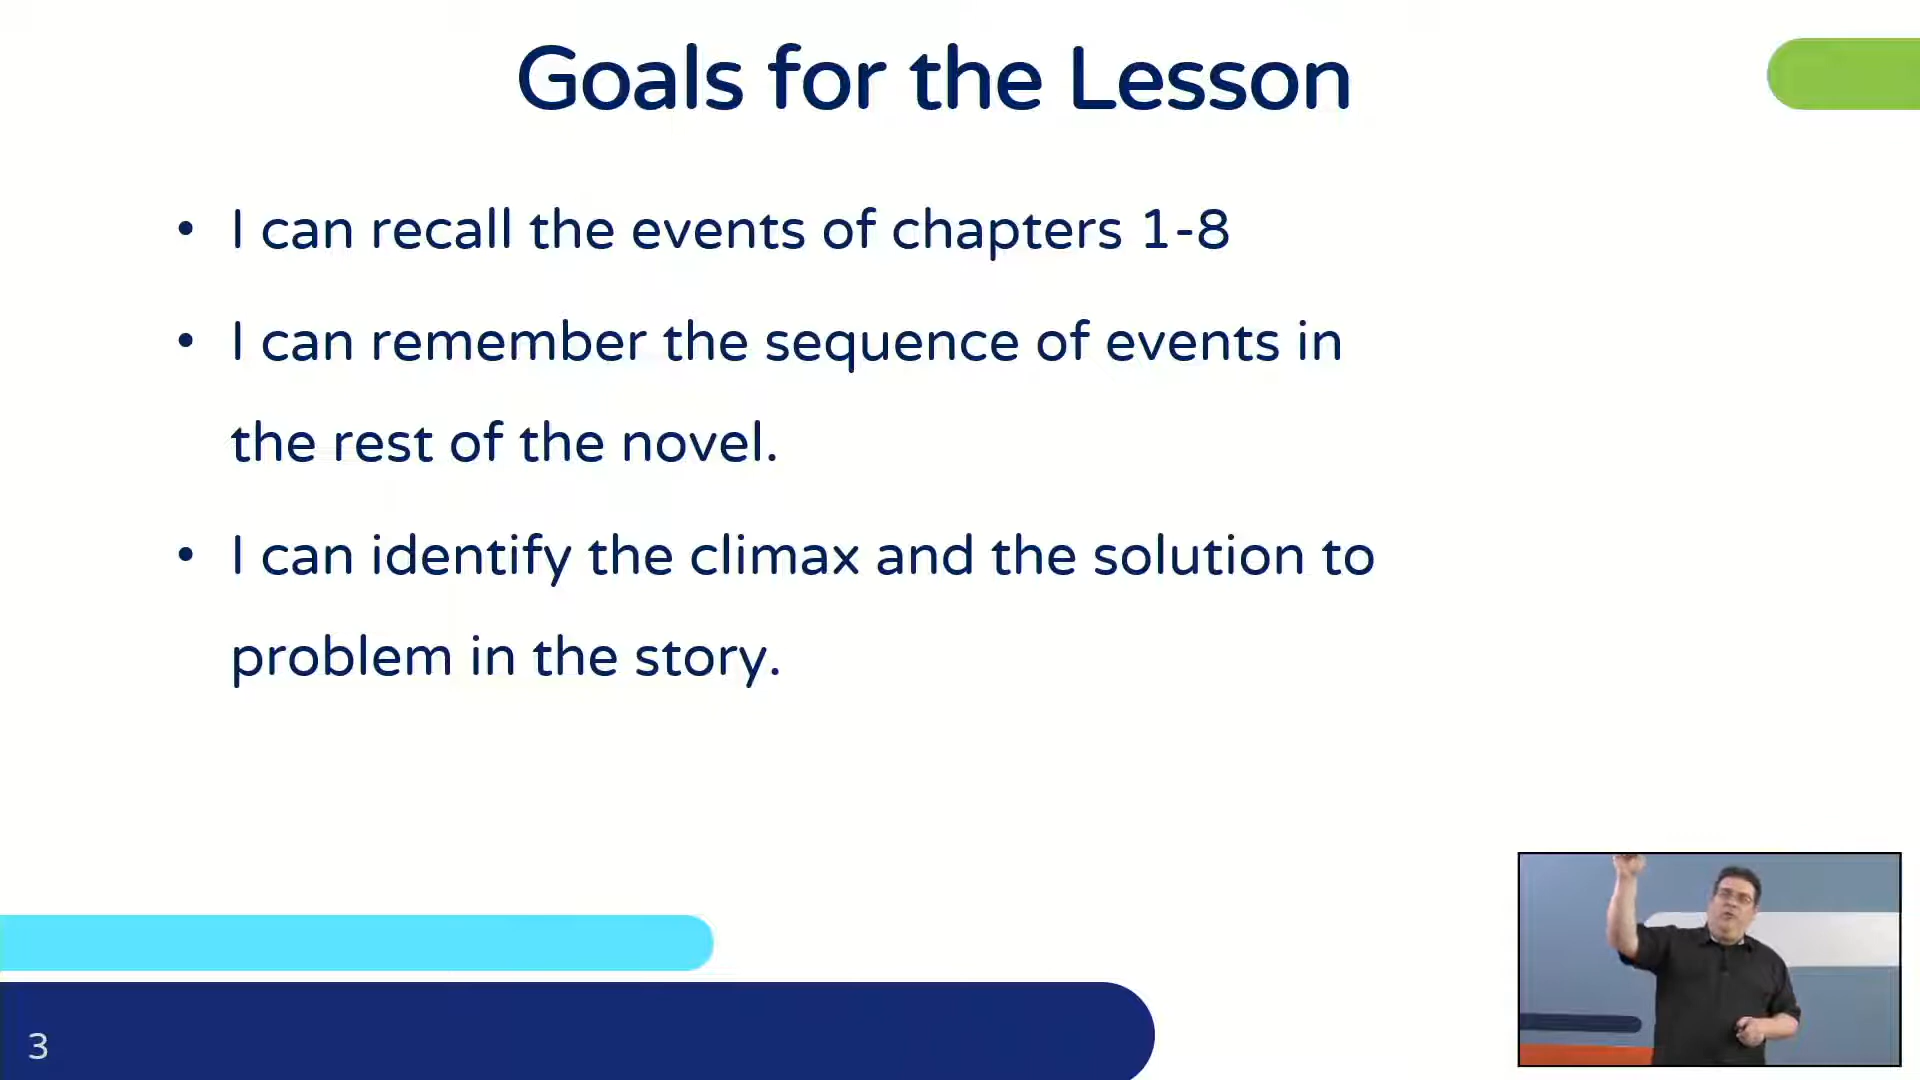 Goals for the Lesson
• I can recall the events of chapters 1-8
• I can remember the sequence of events in
the rest of the novel.
• I can identify the climax and the solution to
problem in the story.
3